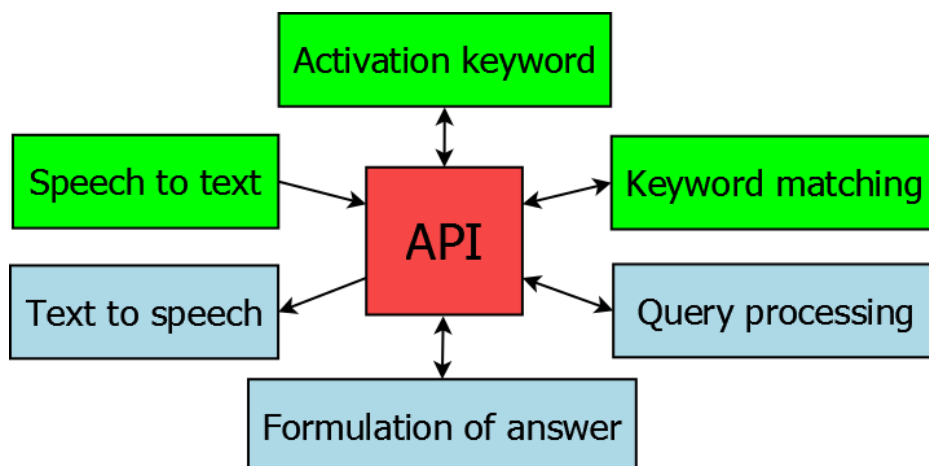 Activation keyword
Speech to text
Keyword matching
API
Text to speech
Query processing
Formulation of answer